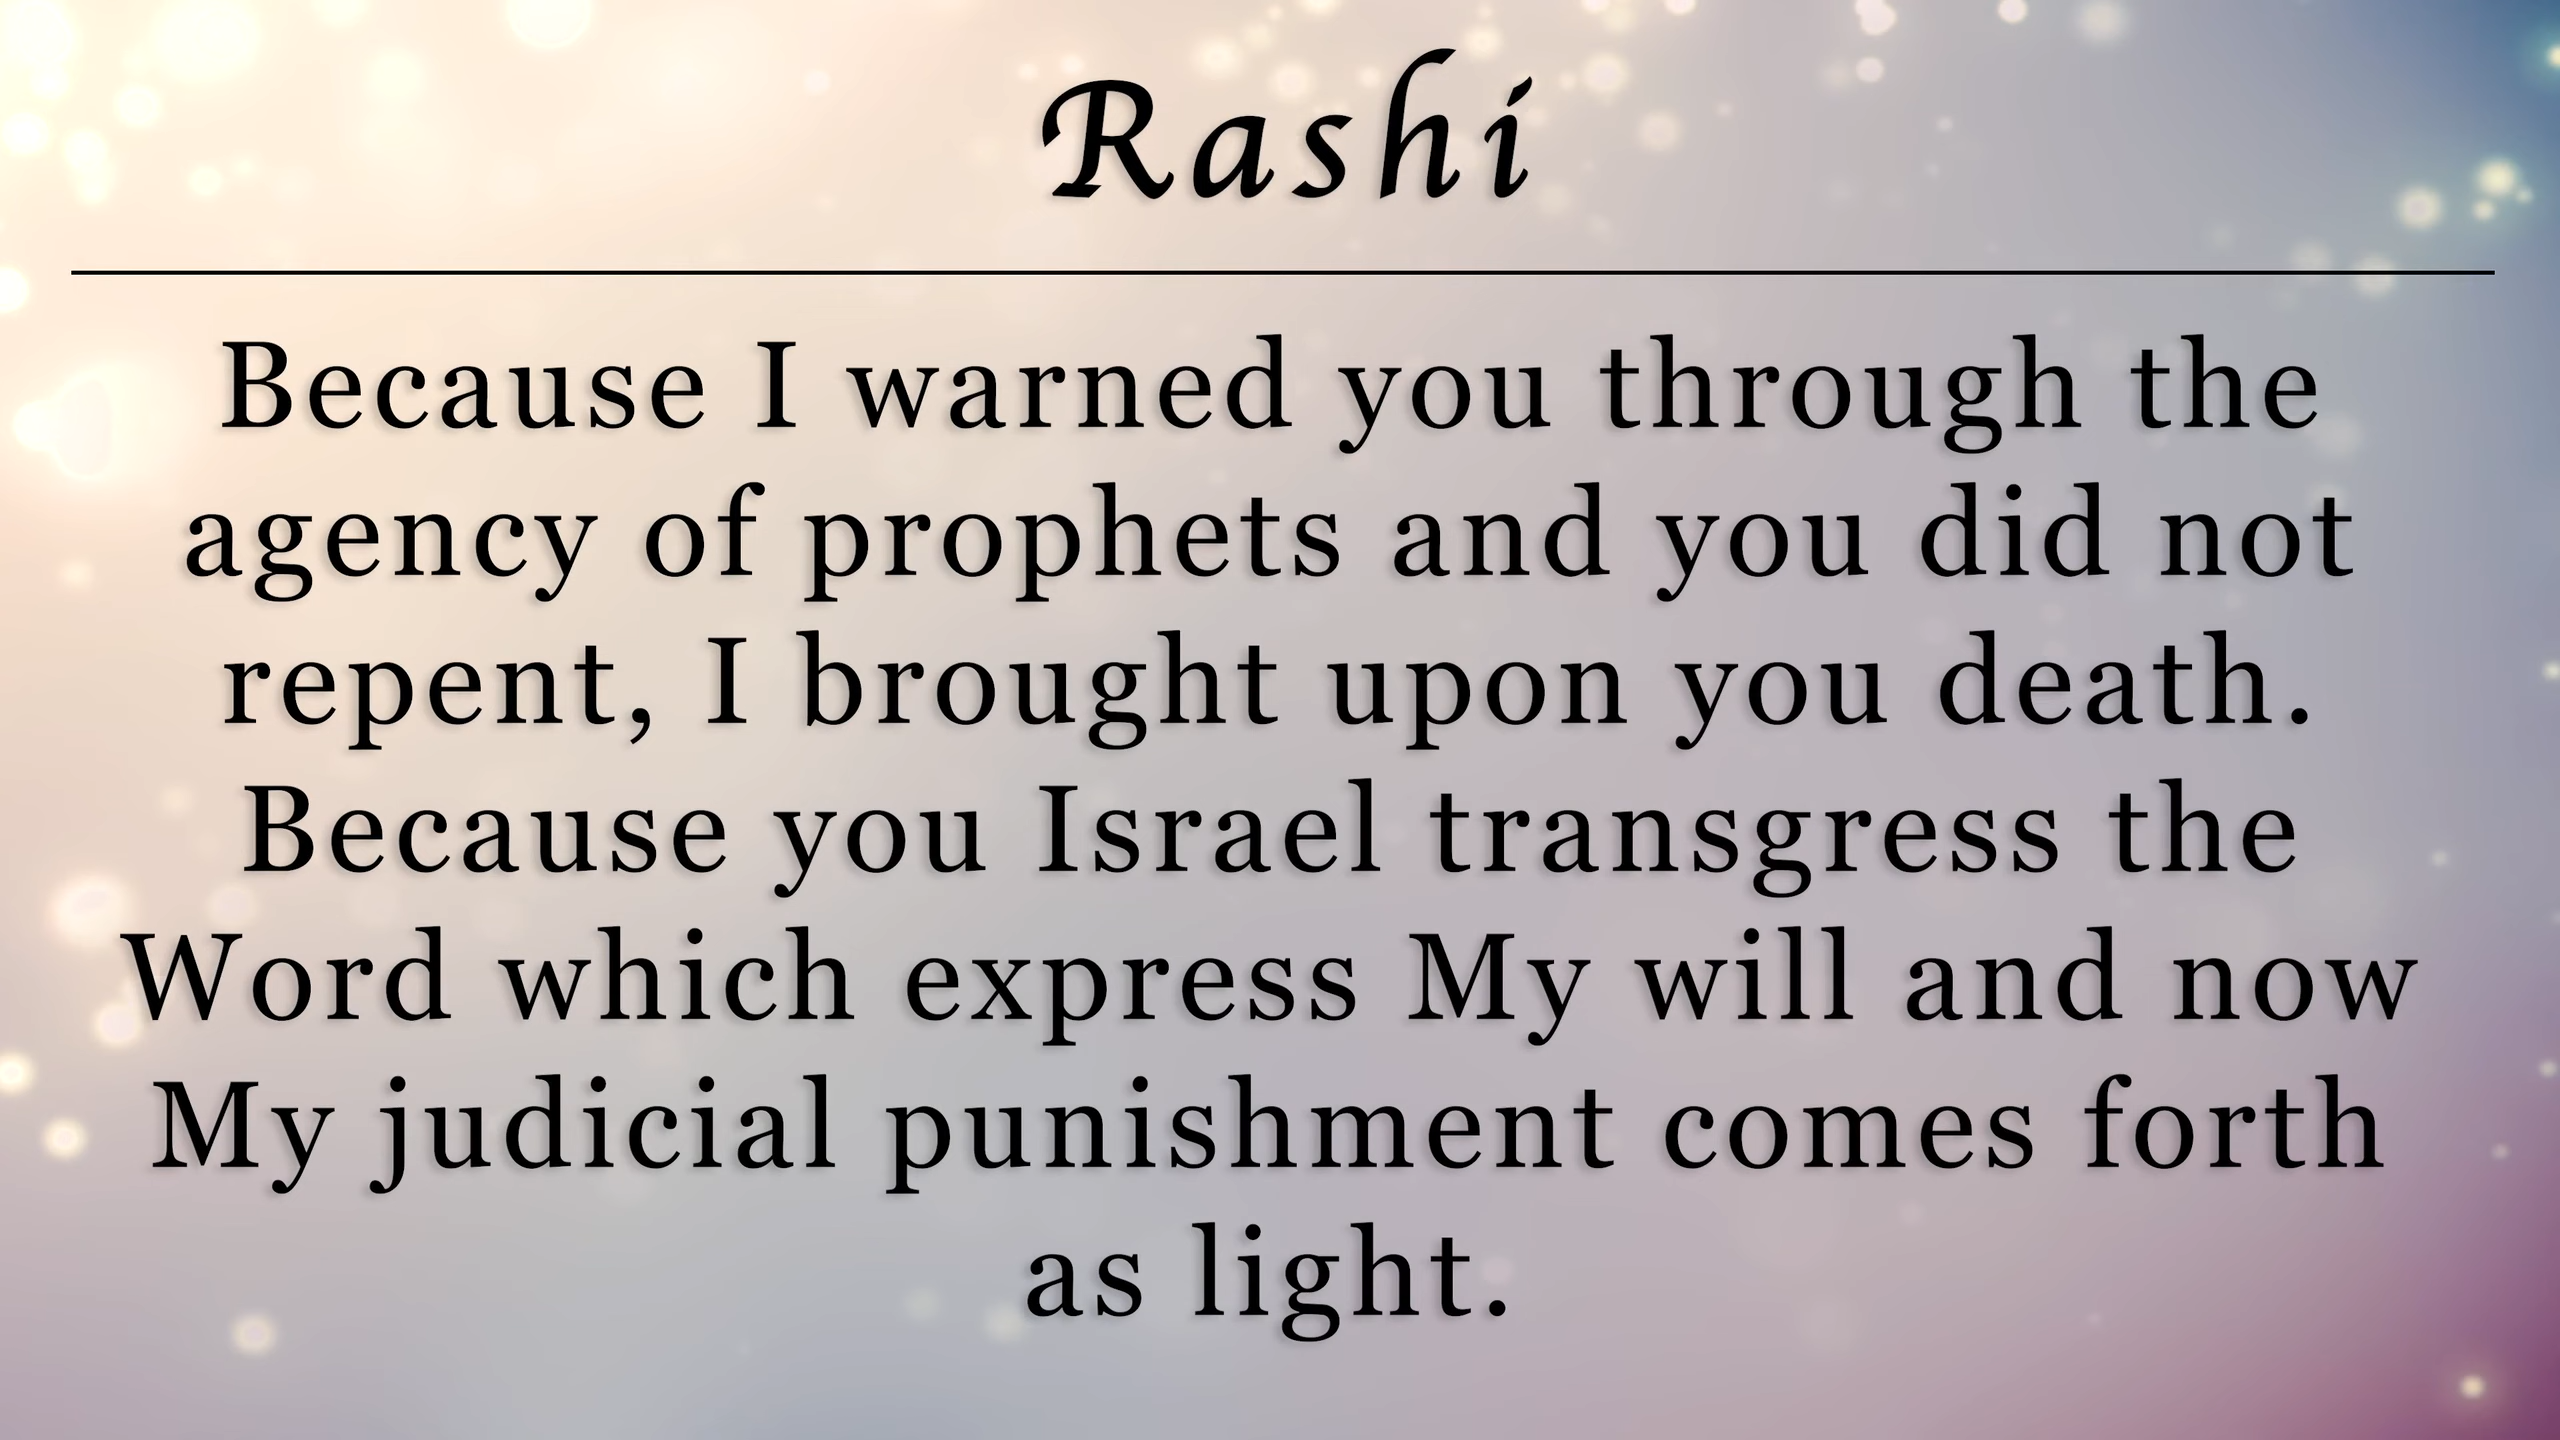 Rashi
Because I warned you through the
agency of prophets and you did not
repent, I brought upon you death.
Because you Israel transgress the
Word which express My will and now
My judicial punishment comes forth
as light.